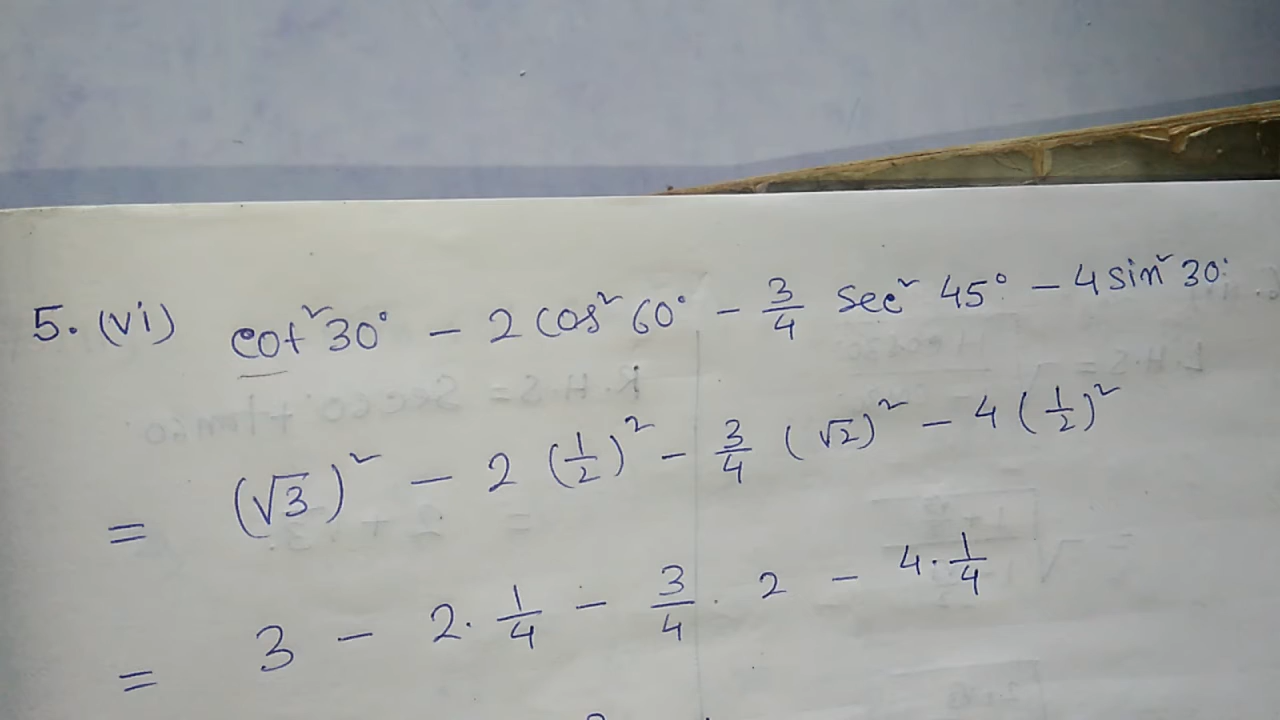 5. (vi) cot²30° - 2 cos²60° - 3/4 sec² 45° - 4 sin² 30°
= (√3)² - 2 (1/2)² - 3/4 (√2)² - 4 (1/2)²
= 3 - 2. 1/4 - 3/4 . 2 - 4. 1/4